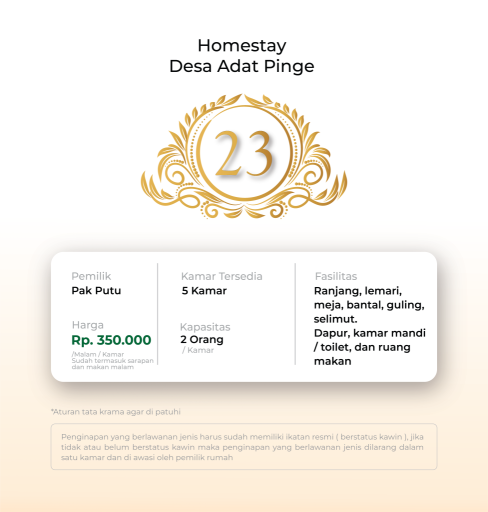 Homestay
Desa Adat Pinge
23
Pemilik
Pak Putu
Harga
Rp. 350.000
/Malam / Kamar
Sudah termasuk sarapan
dan makan malam
Kamar Tersedia
5 Kamar
Kapasitas
2 Orang
/ Kamar
Fasilitas
Ranjang, lemari,
meja, bantal, guling,
selimut.
Dapur, kamar mandi
/ toilet, dan ruang
makan
*Aturan tata krama agar di patuhi
Penginapan yang berlawanan jenis harus sudah memiliki ikatan resmi ( berstatus kawin ), jika
tidak atau belum berstatus kawin maka penginapan yang berlawanan jenis dilarang dalam
satu kamar dan di awasi oleh pemilik rumah